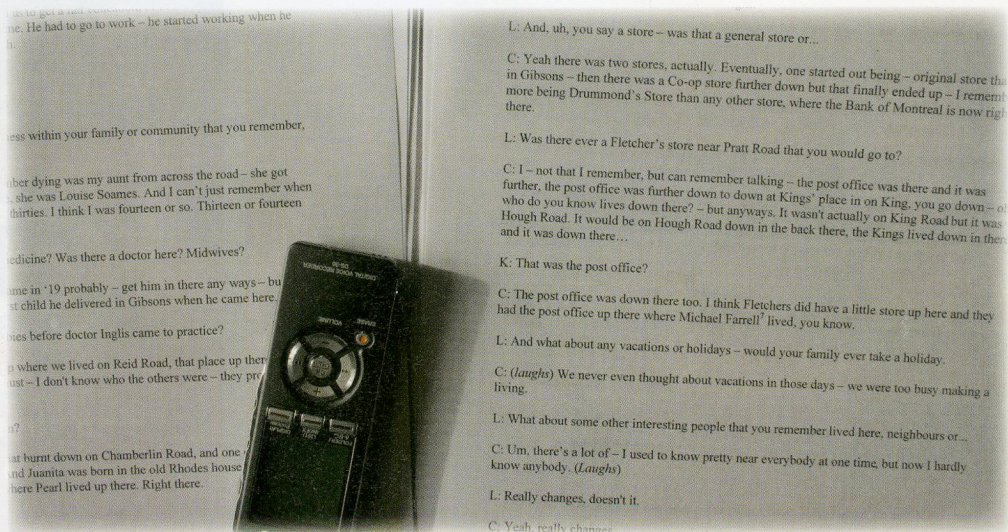 us to get a full
me. He had to go to work – he started working when he
h.
ess within your family or community that you remember,
ber dying was my aunt from across the road – she got
, she was Louise Soames. And I can't just remember when
thirties. I think I was fourteen or so. Thirteen or fourteen
edicine? Was there a doctor here? Midwives?
ame in '19 probably – get him in there any ways – bu
st child he delivered in Gibsons when he came here.
nes before doctor Inglis came to practice?
p where we lived on Reid Road, that place up ther
ust – I don't know who the others were – they pro
n?
at burnt down on Chamberlin Road, and one
nd Juanita was born in the old Rhodes house
here Pearl lived up there. Right there.
DIGITAL VOICE RECORDER
DS-30
VOLUME
ERASE
L: And, uh, you say a store – was that a general store or...
C: Yeah there was two stores, actually. Eventually, one started out being – original store tha
in Gibsons – then there was a Co-op store further down but that finally ended up – I rememb
more being Drummond's Store than any other store, where the Bank of Montreal is now righ
there.
L: Was there ever a Fletcher's store near Pratt Road that you would go to?
C: I – not that I remember, but can remember talking – the post office was there and it was
further, the post office was further down to down at Kings' place in on King, you go down – o
who do you know lives down there? – but anyways. It wasn't actually on King Road but it was
Hough Road. It would be on Hough Road down in the back there, the Kings lived down in ther
and it was down there…
K: That was the post office?
C: The post office was down there too. I think Fletchers did have a little store up here and they
had the post office up there where Michael Farrell⁷ lived, you know.
L: And what about any vacations or holidays – would your family ever take a holiday.
C: (laughs) We never even thought about vacations in those days – we were too busy making a
living.
L: What about some other interesting people that you remember lived here, neighbours or...
C: Um, there's a lot of – I used to know pretty near everybody at one time, but now I hardly
know anybody. (Laughs)
L: Really changes, doesn't it.
C: Yeah, really changes